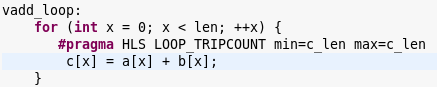 vadd_loop:
    for (int x = 0; x < len; ++x) {
       #pragma HLS LOOP_TRIPCOUNT min=c_len max=c_len
        c[x] = a[x] + b[x];
    }